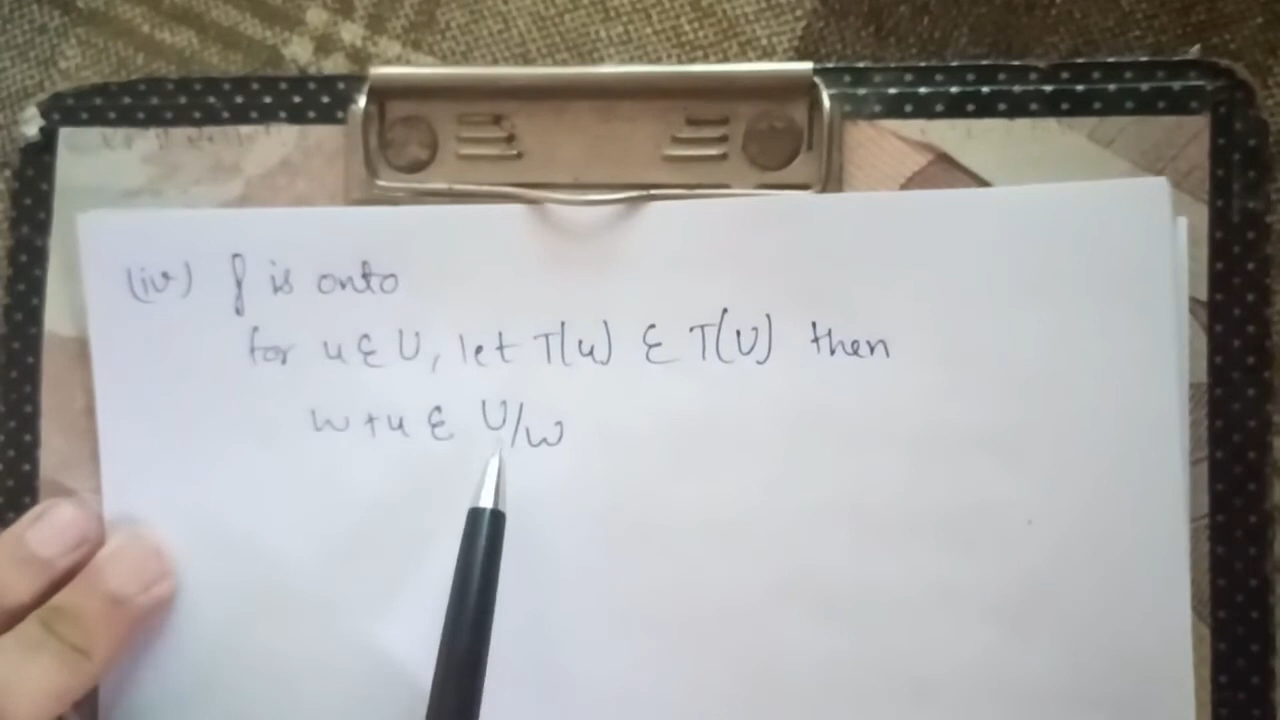 (iv) f is onto
for u ε U, let T(u) ε T(U) then
w + u ε U/w